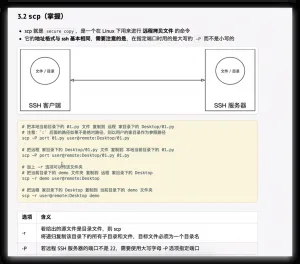 3.2 scp（掌握）
• scp 就是 secure copy，是一个在 Linux 下用来进行 远程拷贝文件 的命令
• 它的地址格式与 ssh 基本相同，需要注意的是，在指定端口时用的是大写的 -P 而不是小写的
文件 / 目录
文件 / 目录
SSH 客户端
SSH 服务器
# 把本地当前目录下的 01.py 文件 复制到 远程 家目录下的 Desktop/01.py
# 注意：`:` 后面的路径如果不是绝对路径，则以用户的家目录作为参照路径
scp -P port 01.py user@remote:Desktop/01.py
# 把远程 家目录下的 Desktop/01.py 文件 复制到 本地当前目录下的 01.py
scp -P port user@remote:Desktop/01.py 01.py
# 加上 -r 选项可以传送文件夹
# 把当前目录下的 demo 文件夹 复制到 远程 家目录下的 Desktop
scp -r demo user@remote:Desktop
# 把远程 家目录下的 Desktop 复制到 当前目录下的 demo 文件夹
scp -r user@remote:Desktop demo
选项 含义
-r 若给出的源文件是目录文件，则 scp
将递归复制该目录下的所有子目录和文件，目标文件必须为一个目录名
-P 若远程 SSH 服务器的端口不是 22，需要使用大写字母 -P 选项指定端口